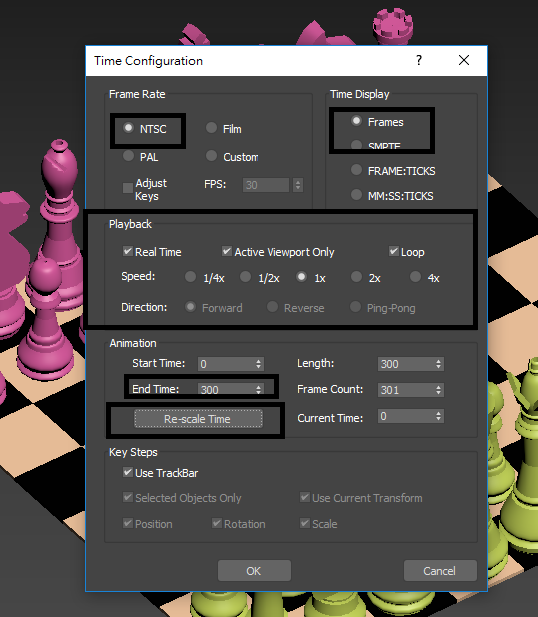 Time Configuration
?
Frame Rate
NTSC Film
PAL Custom
Adjust Keys
FPS: 30
Time Display
Frames
SMPTE
FRAME:TICKS
MM:SS:TICKS
Playback
Real Time Active Viewport Only Loop
Speed: 1/4x 1/2x 1x 2x 4x
Direction: Forward Reverse Ping-Pong
Animation
Start Time: 0 Length: 300
End Time: 300 Frame Count: 301
Re-scale Time Current Time: 0
Key Steps
Use TrackBar
Selected Objects Only Use Current Transform
Position Rotation Scale
OK Cancel